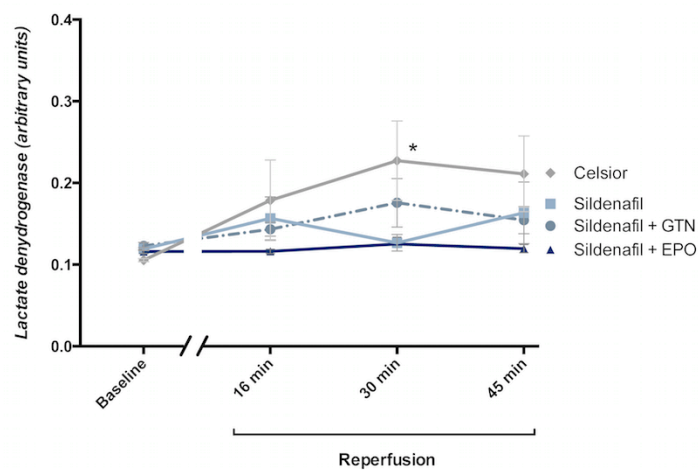 Lactate denydrogenase (arbitrary units)
0.4
0.3
0.2
0.1
0.0
*
Celsior
Sildenafil
Sildenafil + GTN
Sildenafil + EPO
Baseline
16 min
30 min
45 min
Reperfusion